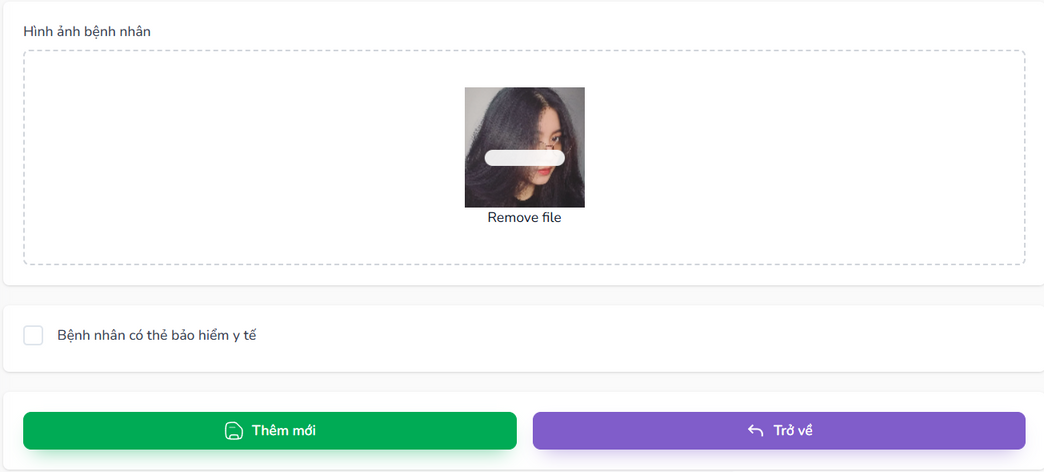 Hình ảnh bệnh nhân
Remove file
Bệnh nhân có thẻ bảo hiểm y tế
Thêm mới
Trở về